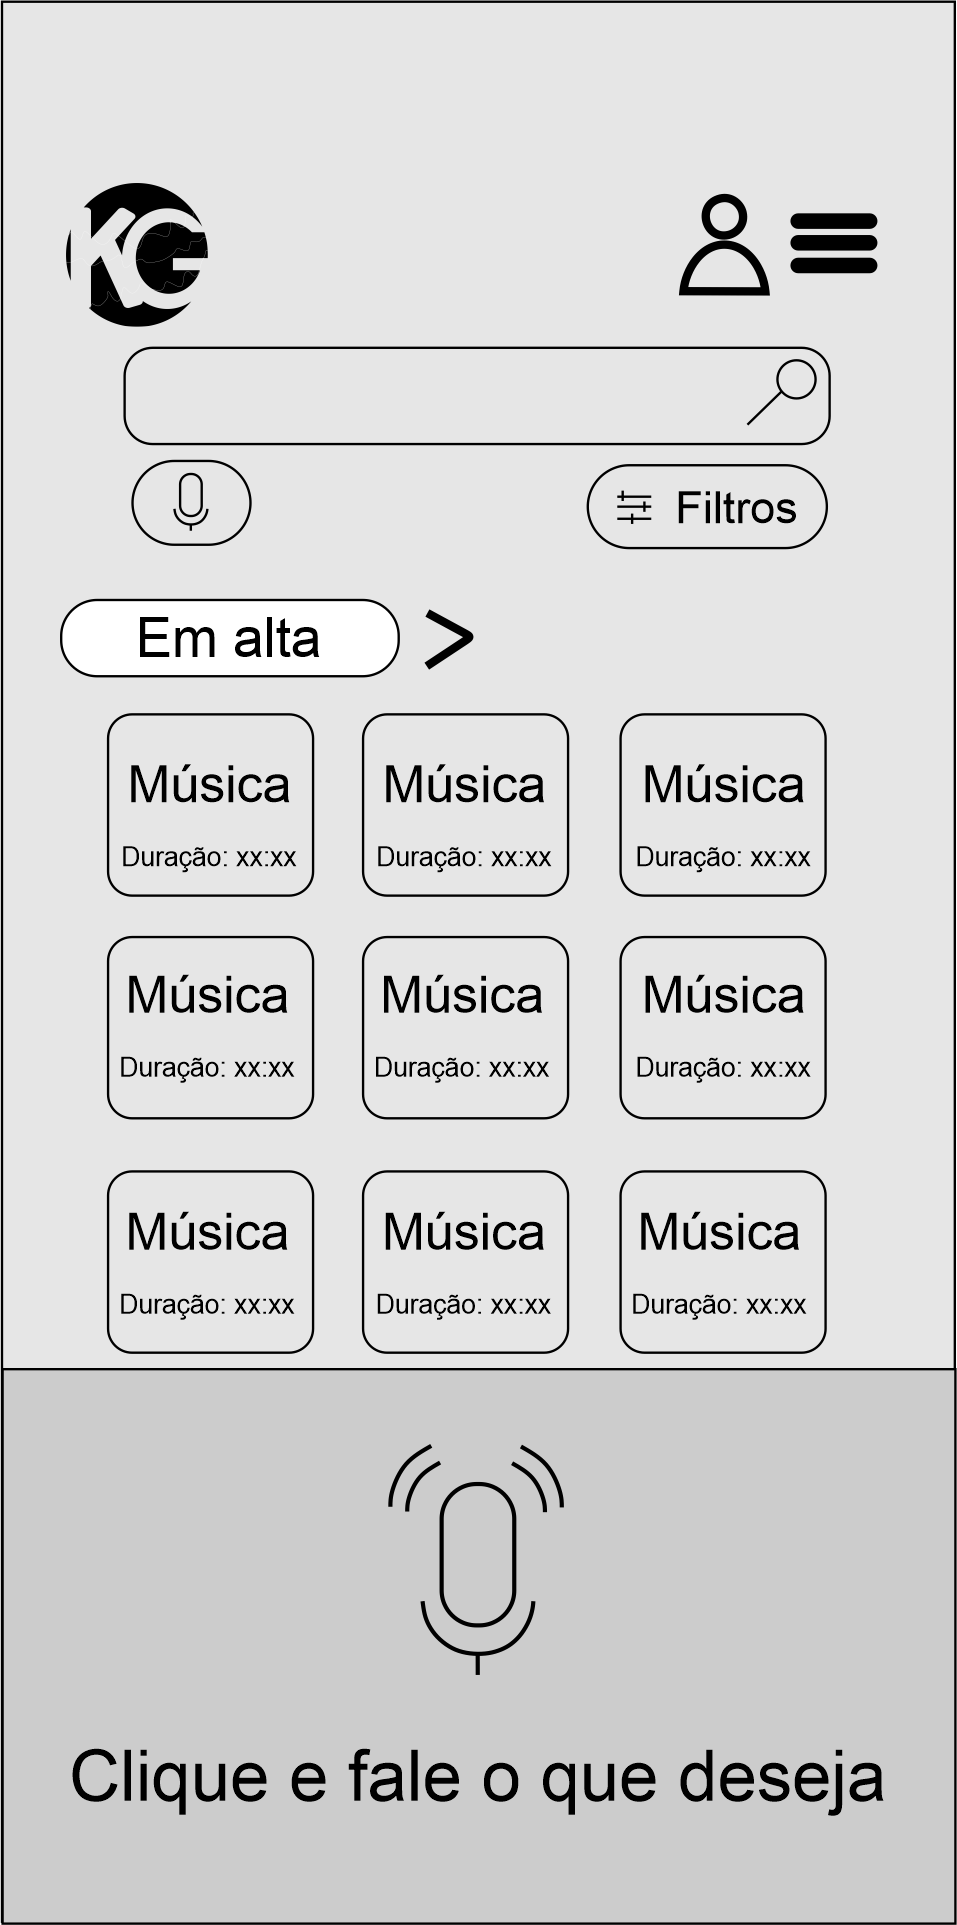 KG
Filtros
Em alta
Música Música Música
Duração: xx:xx Duração: xx:xx Duração: xx:xx
Música Música Música
Duração: xx:xx Duração: xx:xx Duração: xx:xx
Música Música Música
Duração: xx:xx Duração: xx:xx Duração: xx:xx
Clique e fale o que deseja